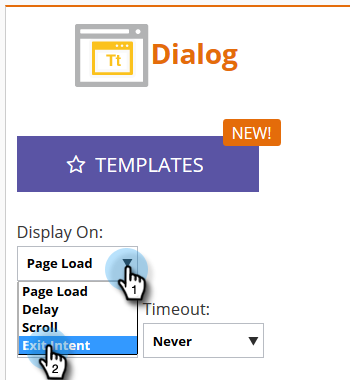 Tt
Dialog
NEW!
TEMPLATES
Display On:
Page Load
1
Page Load
Delay
Scroll
Exit Intent
2
Timeout:
Never